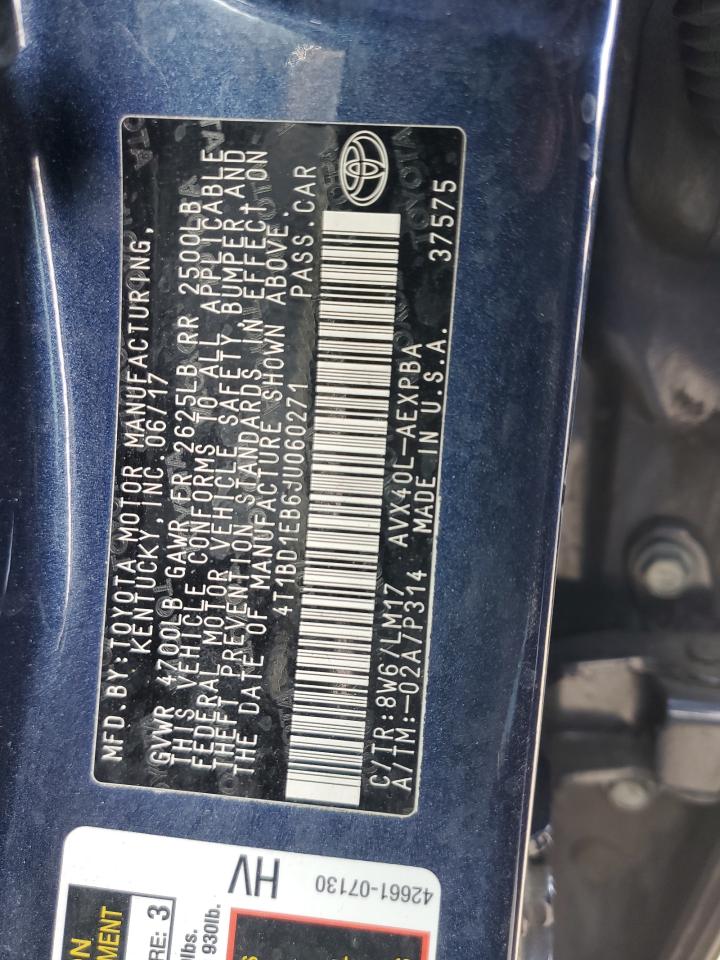 MFD.BY:TOYOTA MOTOR MANUFACTURING,
KENTUCKY, INC. 06/17
GVWR 4700LB GAWR FR 2625LB RR 2500LB
THIS VEHICLE CONFORMS TO ALL APPLICABLE
FEDERAL MOTOR VEHICLE SAFETY, BUMPER, AND
THEFT PREVENTION STANDARDS IN EFFECT ON
THE DATE OF MANUFACTURE SHOWN ABOVE.
4T1BD1EB6JU060271 PASS.CAR
C/TR:8W6/LM17 AVX40L-AEXPBA
A/TM:-02A/P314 MADE IN U.S.A. 37575
HV
42661-07130
RE: 3
930lb.